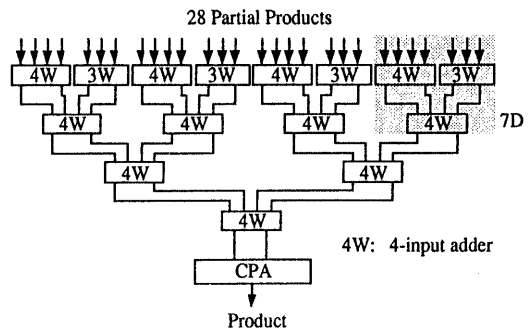 28 Partial Products
4W 3W 4W 3W 4W 3W 4W 3W
4W 4W 4W 4W 7D
4W 4W
4W
4W: 4-input adder
CPA
Product